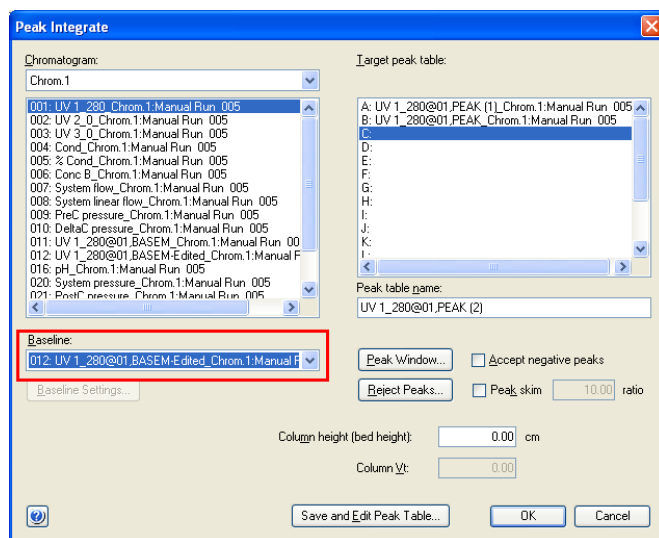 Peak Integrate
Chromatogram:
Chrom.1
001: UV 1_280_Chrom.1:Manual Run 005
002: UV 2_0_Chrom.1:Manual Run 005
003: UV 3_0_Chrom.1:Manual Run 005
004: Cond_Chrom.1:Manual Run 005
005: % Cond_Chrom.1:Manual Run 005
006: Conc B_Chrom.1:Manual Run 005
007: System flow_Chrom.1:Manual Run 005
008: System linear flow_Chrom.1:Manual Run 005
009: PreC pressure_Chrom.1:Manual Run 005
010: DeltaC pressure_Chrom.1:Manual Run 005
011: UV 1_280@01,BASEM_Chrom.1:Manual Run 00
012: UV 1_280@01,BASEM-Edited_Chrom.1:Manual F
016: pH_Chrom.1:Manual Run 005
020: System pressure_Chrom.1:Manual Run 005
021: PostC pressure_Chrom.1:Manual Run 005
Baseline:
012: UV 1_280@01,BASEM-Edited_Chrom.1:Manual F
Baseline Settings...
Target peak table:
A: UV 1_280@01,PEAK (1)_Chrom.1:Manual Run 005
B: UV 1_280@01,PEAK_Chrom.1:Manual Run 005
C:
D:
E:
F:
G:
H:
I:
J:
K:
L:
Peak table name:
UV 1_280@01,PEAK (2)
Peak Window...
Accept negative peaks
Reject Peaks...
Peak skim
10.00 ratio
Column height (bed height):
0.00 cm
Column Vt:
0.00
Save and Edit Peak Table...
OK
Cancel